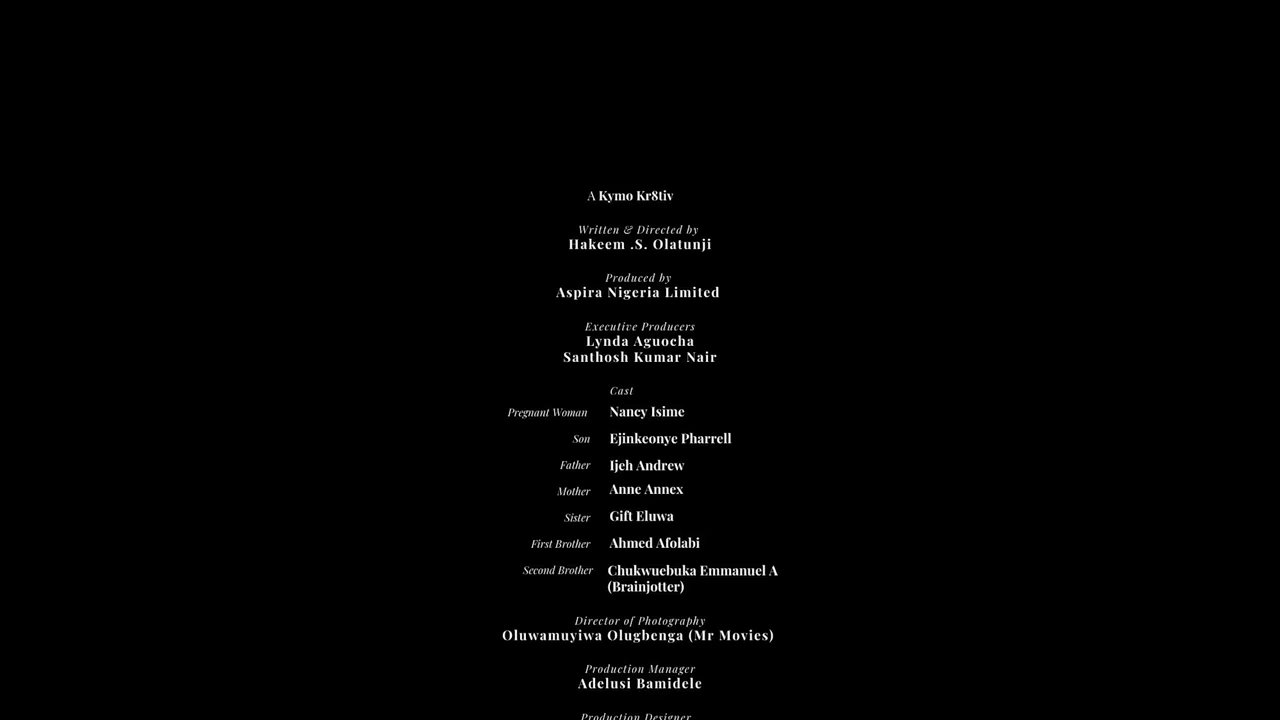 A Kymo Kr8tiv
Written & Directed by
Hakeem .S. Olatunji
Produced by
Aspira Nigeria Limited
Executive Producers
Lynda Aguocha
Santhosh Kumar Nair
Cast
Pregnant Woman Nancy Isime
Son Ejinkeonye Pharrell
Father Ijeh Andrew
Mother Anne Annex
Sister Gift Eluwa
First Brother Ahmed Afolabi
Second Brother Chukwuebuka Emmanuel A
(Brainjotter)
Director of Photography
Oluwamuyiwa Olugbenga (Mr Movies)
Production Manager
Adelusi Bamidele
Production Designer